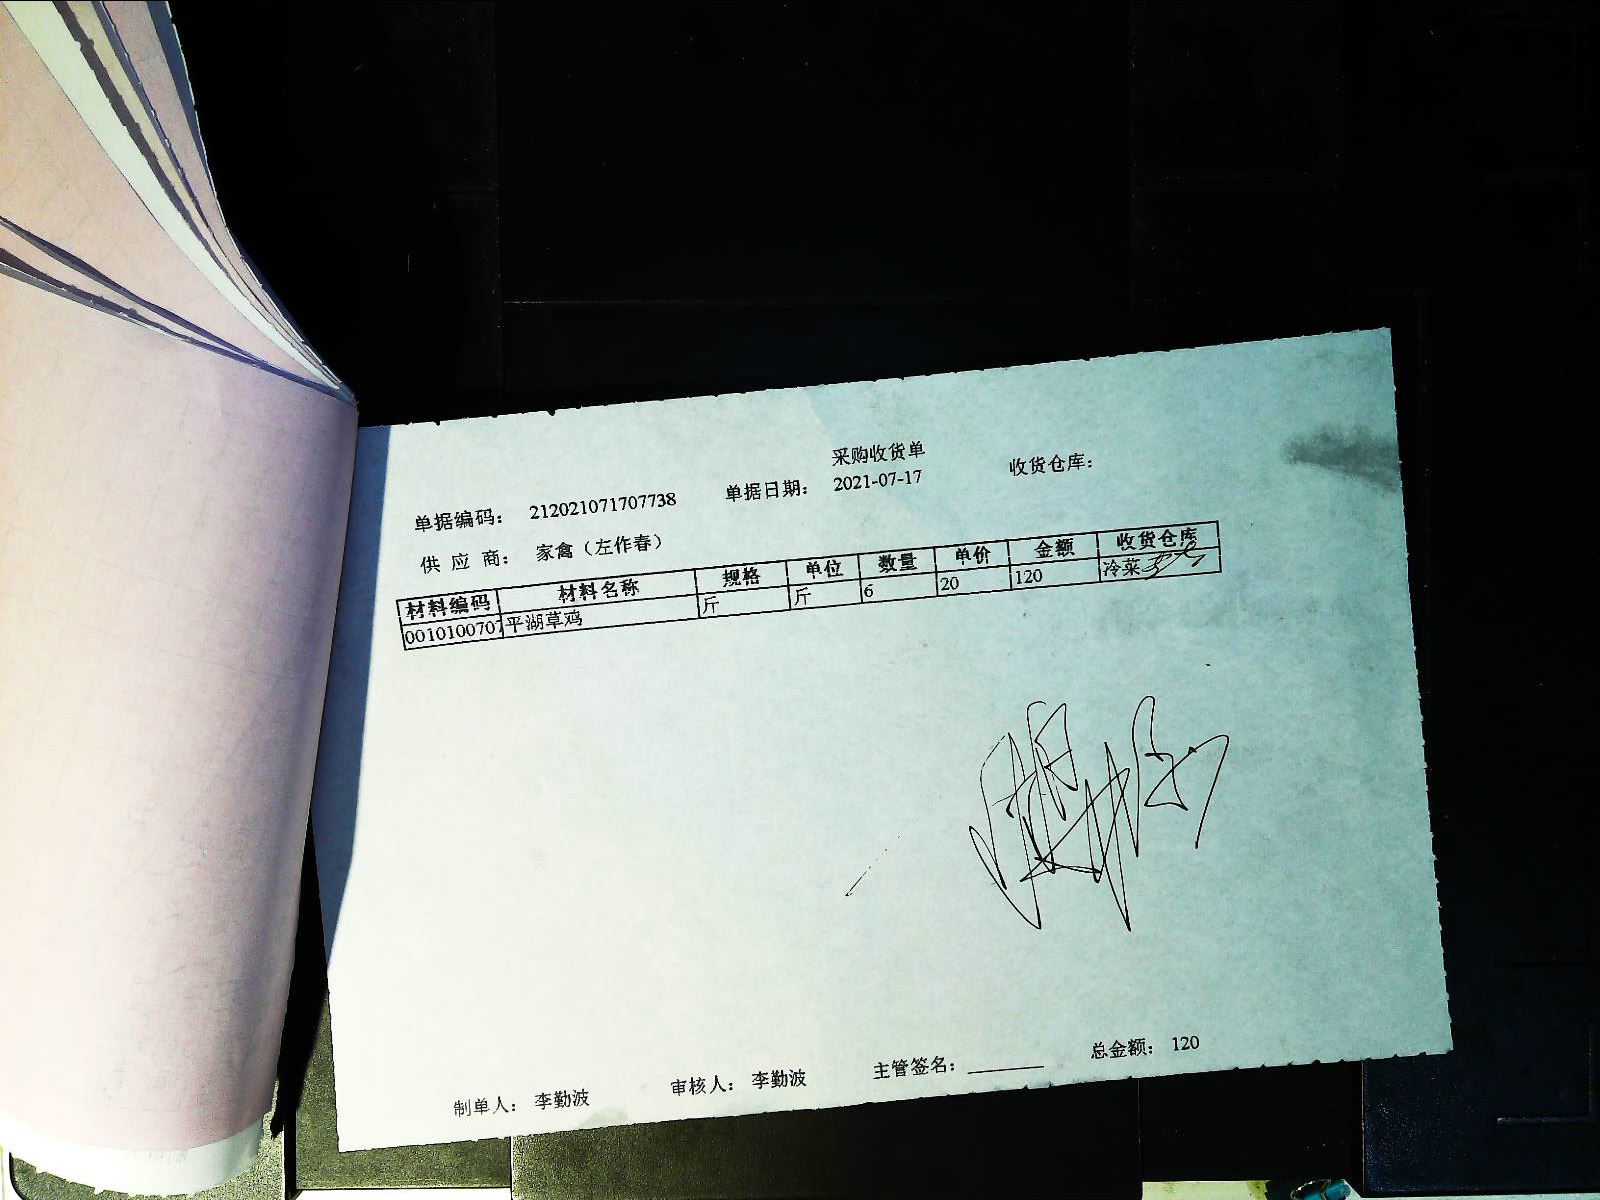 采购收货单
单据编码： 212021071707738 单据日期： 2021-07-17 收货仓库：
供 应 商： 家禽（左作春）
材料编码 材料名称 规格 单位 数量 单价 金额 收货仓库
0010100707 平湖草鸡 斤 斤 6 20 120 冷菜
制单人： 李勤波 审核人： 李勤波 主管签名： 总金额： 120